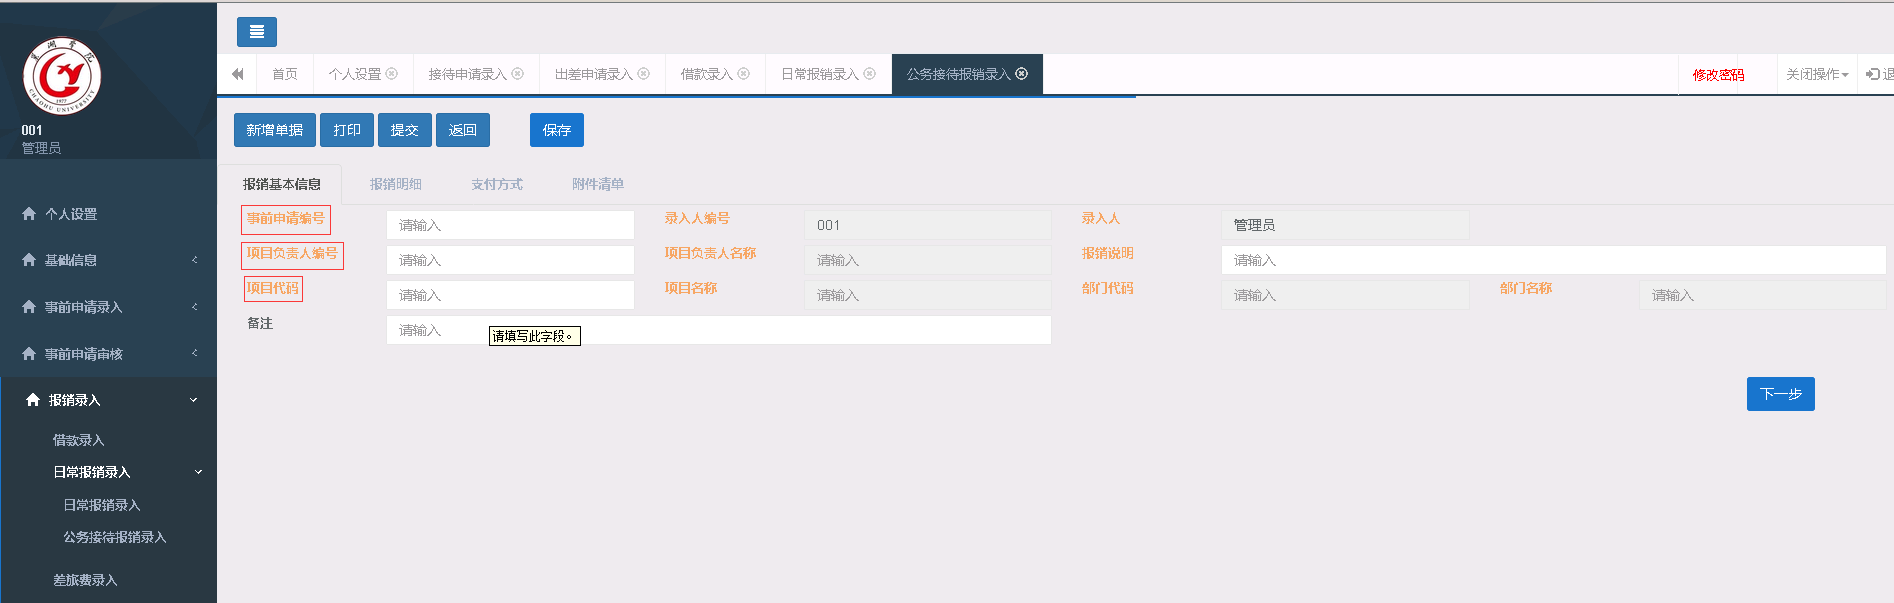 巢湖学院
1977
CHAOHU UNIVERSITY
001
管理员
个人设置
基础信息
事前申请录入
事前申请审核
报销录入
借款录入
日常报销录入
日常报销录入
公务接待报销录入
差旅费录入
首页 个人设置 接待申请录入 出差申请录入 借款录入 日常报销录入 公务接待报销录入 修改密码 关闭操作 退
新增单据 打印 提交 返回 保存
报销基本信息 报销明细 支付方式 附件清单
事前申请编号 请输入 录入人编号 001 录入人 管理员
项目负责人编号 请输入 项目负责人名称 请输入 报销说明 请输入
项目代码 请输入 项目名称 请输入 部门代码 请输入 部门名称 请输入
备注 请输入
请填写此字段。
下一步